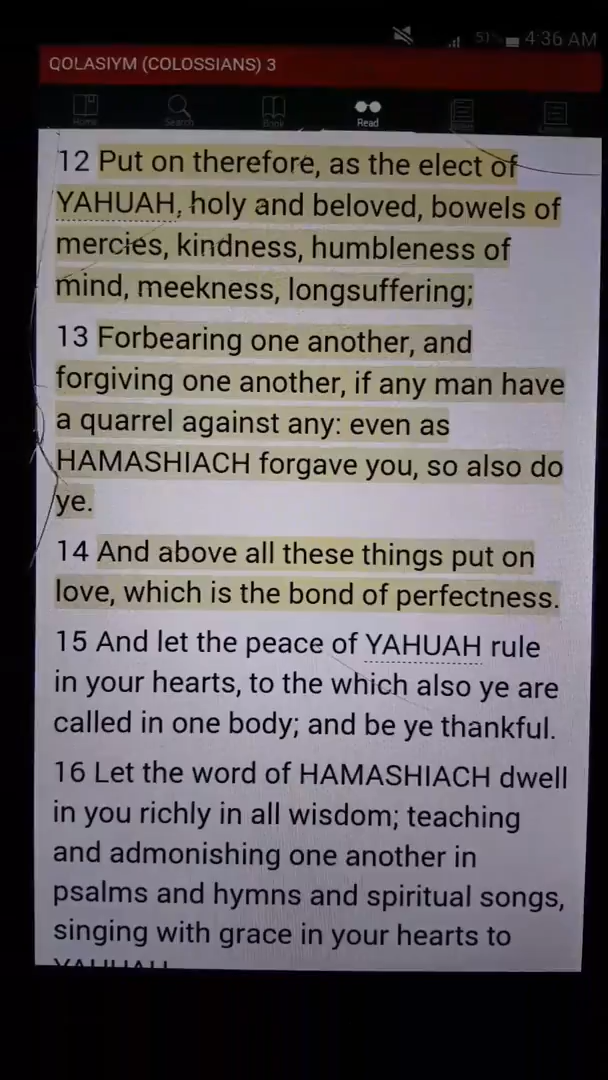 51% 4:36 AM
QOLASIYM (COLOSSIANS) 3
Home Search Book Read
12 Put on therefore, as the elect of
YAHUAH, holy and beloved, bowels of
mercies, kindness, humbleness of
mind, meekness, longsuffering;
13 Forbearing one another, and
forgiving one another, if any man have
a quarrel against any: even as
HAMASHIACH forgave you, so also do
ye.
14 And above all these things put on
love, which is the bond of perfectness.
15 And let the peace of YAHUAH rule
in your hearts, to the which also ye are
called in one body; and be ye thankful.
16 Let the word of HAMASHIACH dwell
in you richly in all wisdom; teaching
and admonishing one another in
psalms and hymns and spiritual songs,
singing with grace in your hearts to
YAHUAH